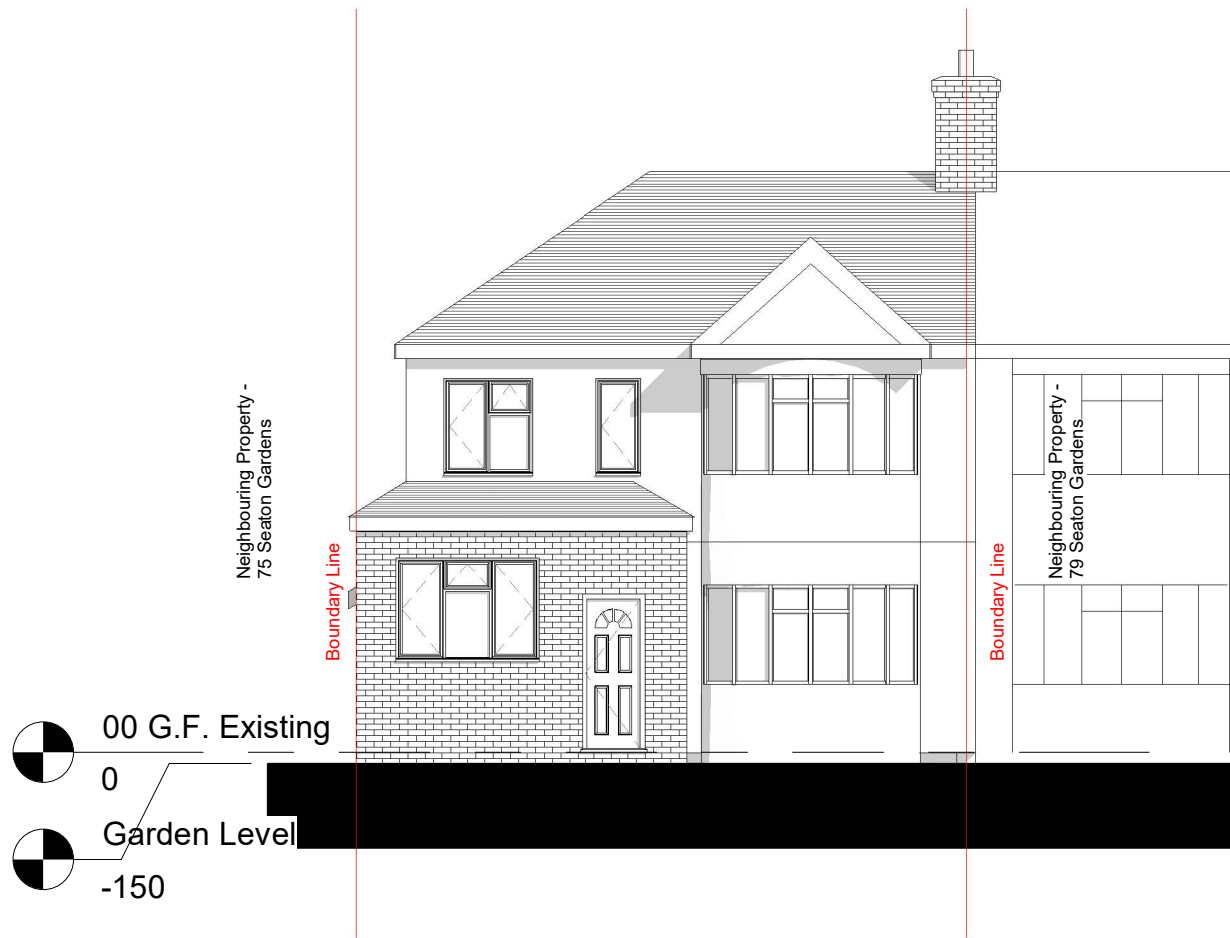 Neighbouring Property -
75 Seaton Gardens
Boundary Line
Boundary Line
Neighbouring Property -
79 Seaton Gardens
00 G.F. Existing
0
Garden Level
-150